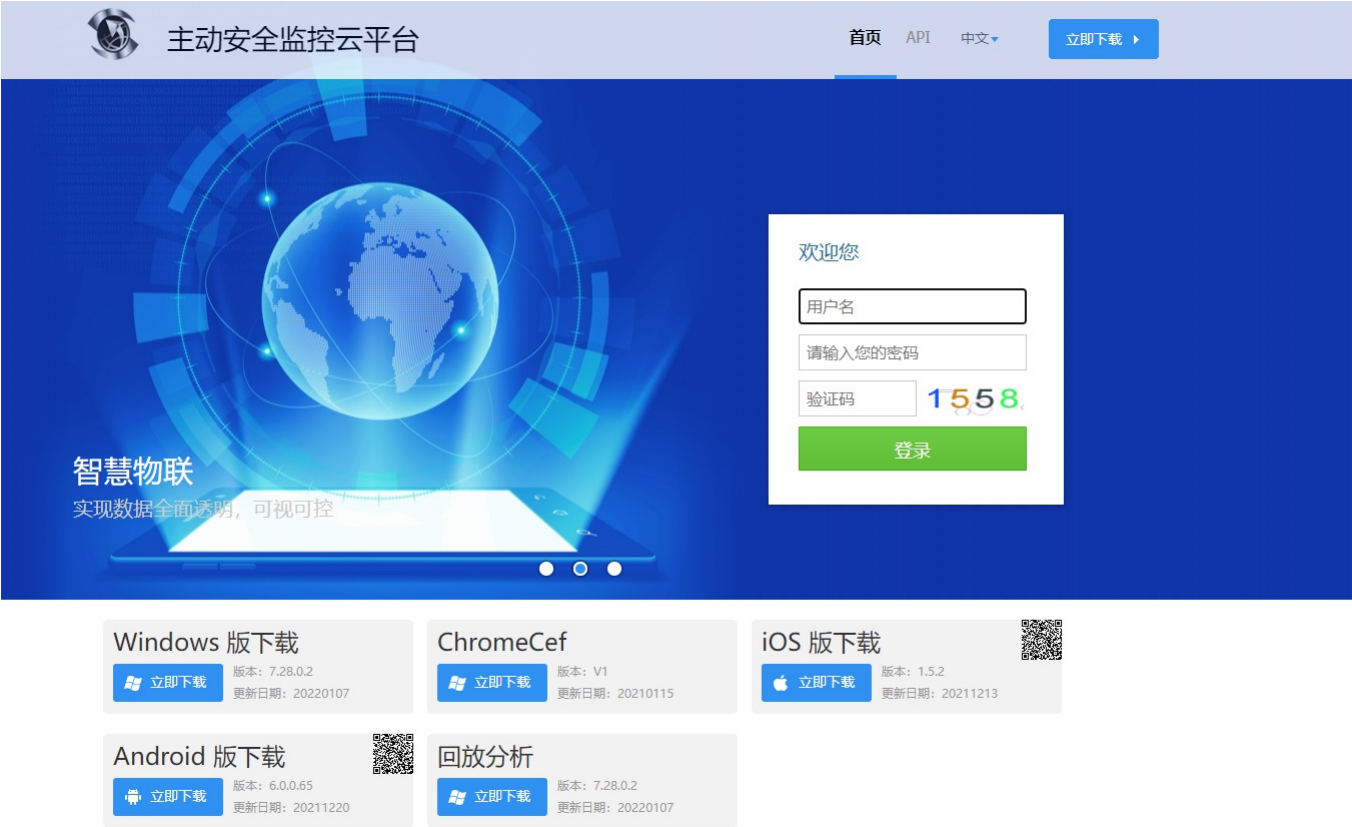 主动安全监控云平台
首页 API 中文
立即下载
欢迎您
用户名
请输入您的密码
验证码 1558
登录
智慧物联
实现数据全面透明，可视可控
Windows 版下载
立即下载
版本：7.28.0.2
更新日期：20220107
ChromeCef
立即下载
版本：V1
更新日期：20210115
iOS 版下载
立即下载
版本：1.5.2
更新日期：20211213
Android 版下载
立即下载
版本：6.0.0.65
更新日期：20211220
回放分析
立即下载
版本：7.28.0.2
更新日期：20220107